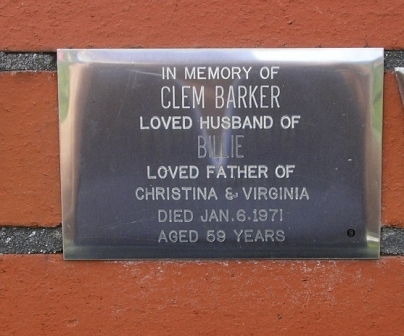 IN MEMORY OF
CLEM BARKER
LOVED HUSBAND OF
BILLIE
LOVED FATHER OF
CHRISTINA & VIRGINIA
DIED JAN.6.1971
AGED 59 YEARS